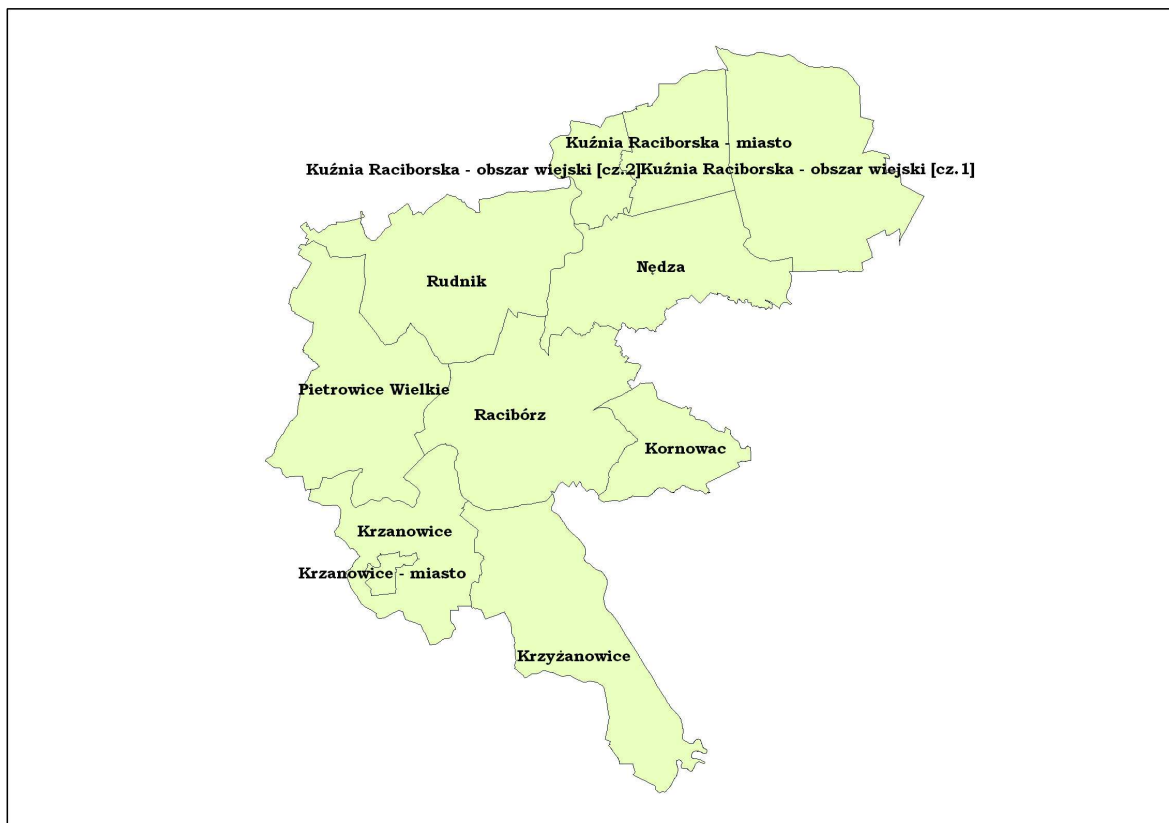 Kuźnia Raciborska - miasto
Kuźnia Raciborska - obszar wiejski [cz.2]
Kuźnia Raciborska - obszar wiejski [cz.1]
Rudnik
Nędza
Pietrowice Wielkie
Racibórz
Kornowac
Krzanowice
Krzanowice - miasto
Krzyżanowice